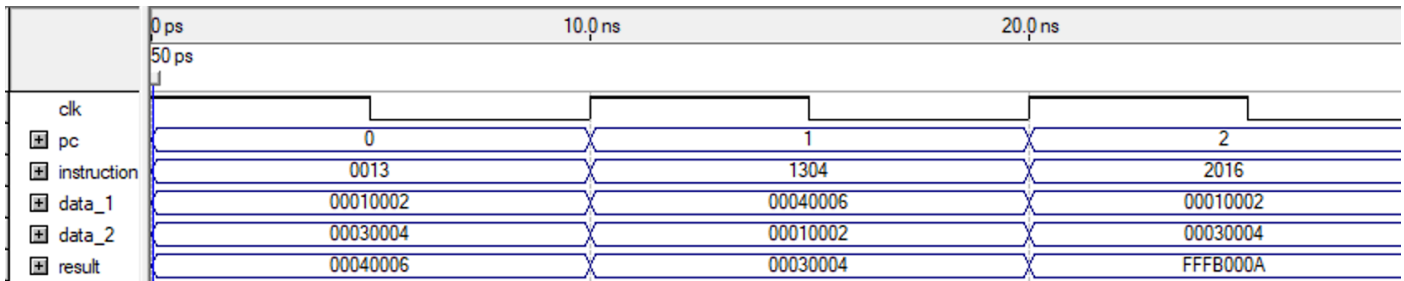 0 ps 10.0 ns 20.0 ns
50 ps
clk
pc 0 1 2
instruction 0013 1304 2016
data_1 00010002 00040006 00010002
data_2 00030004 00010002 00030004
result 00040006 00030004 FFFB000A